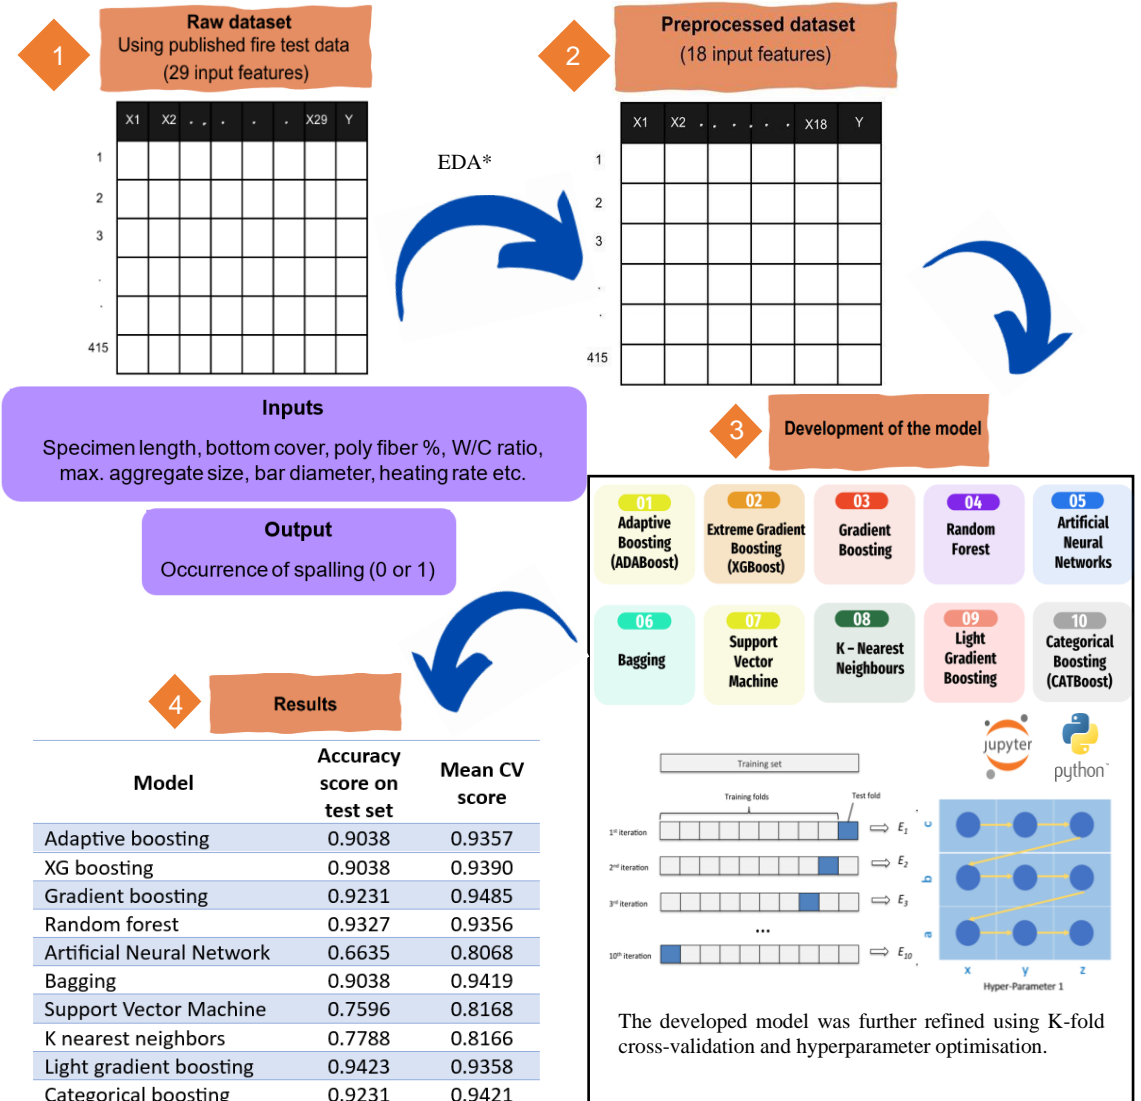 1
Raw dataset
Using published fire test data
(29 input features)
X1 X2 . . . . . X29 Y
1
2
3
.
.
415
EDA*
2
Preprocessed dataset
(18 input features)
X1 X2 . . . . . . X18 Y
1
2
3
.
.
415
Inputs
Specimen length, bottom cover, poly fiber %, W/C ratio,
max. aggregate size, bar diameter, heating rate etc.
Output
Occurrence of spalling (0 or 1)
3
Development of the model
01
Adaptive
Boosting
(ADABoost)
02
Extreme Gradient
Boosting
(XGBoost)
03
Gradient
Boosting
04
Random
Forest
05
Artificial
Neural
Networks
06
Bagging
07
Support
Vector
Machine
08
K – Nearest
Neighbours
09
Light
Gradient
Boosting
10
Categorical
Boosting
(CATBoost)
jupyter
python™
Training set
Training folds
Test fold
1st iteration E1
2nd iteration E2
3rd iteration E3
...
10th iteration E10
c
b
a
x y z
Hyper-Parameter 1
The developed model was further refined using K-fold
cross-validation and hyperparameter optimisation.
4
Results
Model Accuracy score on test set Mean CV score
Adaptive boosting 0.9038 0.9357
XG boosting 0.9038 0.9390
Gradient boosting 0.9231 0.9485
Random forest 0.9327 0.9356
Artificial Neural Network 0.6635 0.8068
Bagging 0.9038 0.9419
Support Vector Machine 0.7596 0.8168
K nearest neighbors 0.7788 0.8166
Light gradient boosting 0.9423 0.9358
Categorical boosting 0.9231 0.9421